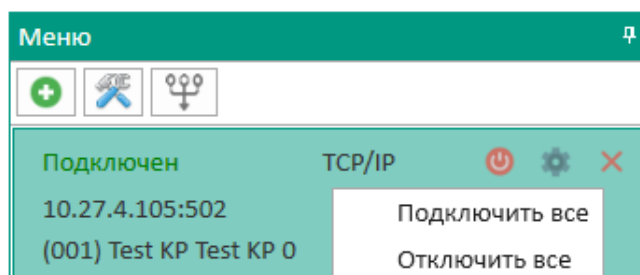 Меню
Подключен TCP/IP
10.27.4.105:502
Подключить все
(001) Test KP Test KP 0
Отключить все